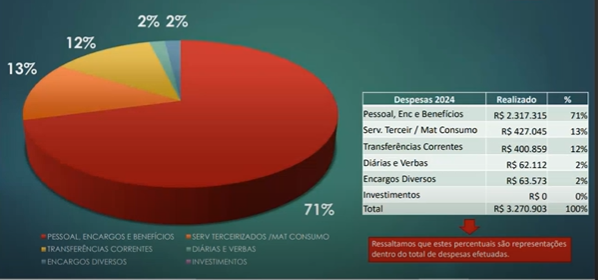 2% 2%
12%
13%
71%
Despesas 2024 Realizado %
Pessoal, Enc e Benefícios R$ 2.317.315 71%
Serv. Terceir / Mat Consumo R$ 427.045 13%
Transferências Correntes R$ 400.859 12%
Diárias e Verbas R$ 62.112 2%
Encargos Diversos R$ 63.573 2%
Investimentos R$ 0 0%
Total R$ 3.270.903 100%
PESSOAL, ENCARGOS E BENEFÍCIOS SERV TERCEIRIZADOS /MAT CONSUMO
TRANSFERÊNCIAS CORRENTES DIÁRIAS E VERBAS
ENCARGOS DIVERSOS INVESTIMENTOS
Ressaltamos que estes percentuais são representações
dentro do total de despesas efetuadas.